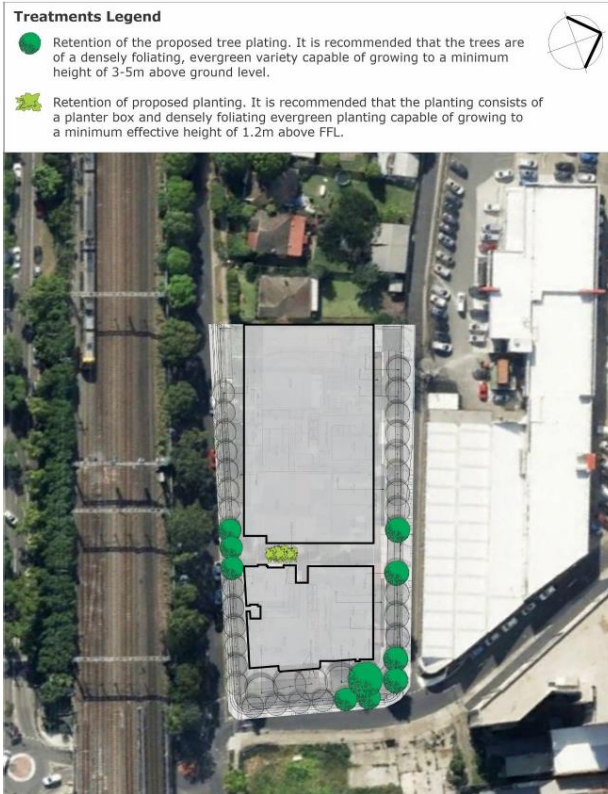 Treatments Legend
Retention of the proposed tree plating. It is recommended that the trees are
of a densely foliating, evergreen variety capable of growing to a minimum
height of 3-5m above ground level.
Retention of proposed planting. It is recommended that the planting consists of
a planter box and densely foliating evergreen planting capable of growing to
a minimum effective height of 1.2m above FFL.